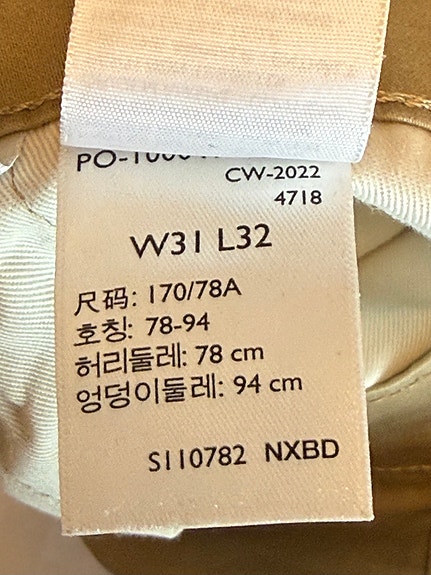 CW-2022
4718
W31 L32
尺码: 170/78A
호칭: 78-94
허리둘레: 78 cm
엉덩이둘레: 94 cm
S110782 NXBD